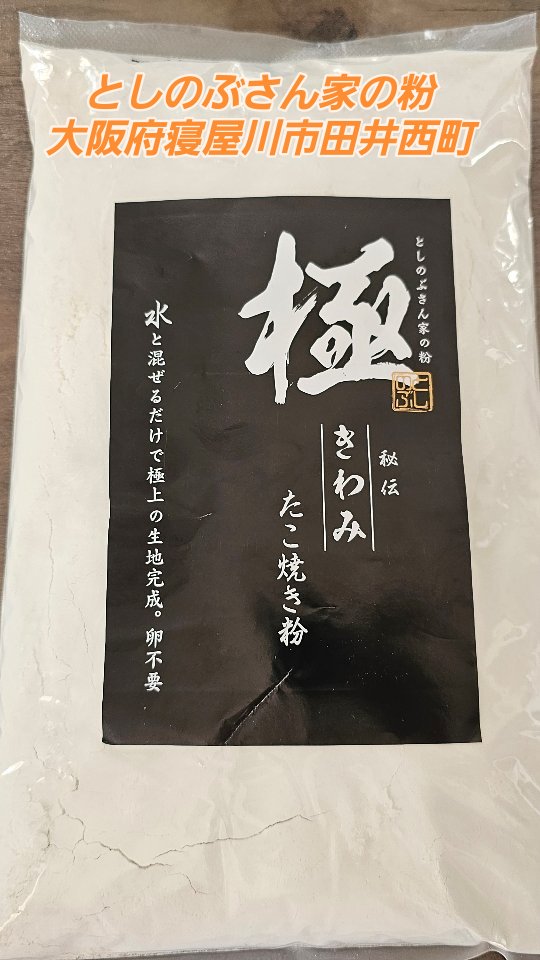 としのぶさん家の粉
大阪府寝屋川市田井西町
としのぶさん家の粉
とし
のぶ
極
秘伝
きわみ
たこ焼き粉
水と混ぜるだけで極上の生地完成。卵不要